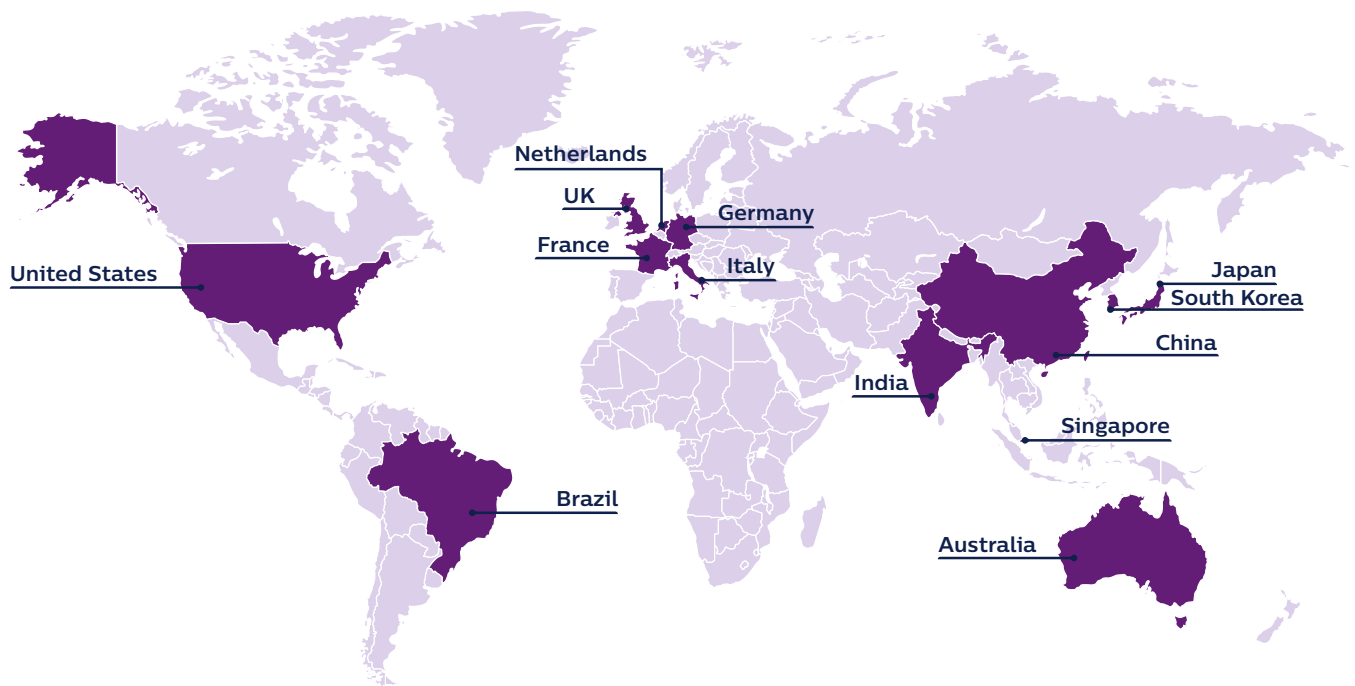 Netherlands
UK
Germany
France
Italy
United States
Japan
South Korea
China
India
Singapore
Brazil
Australia